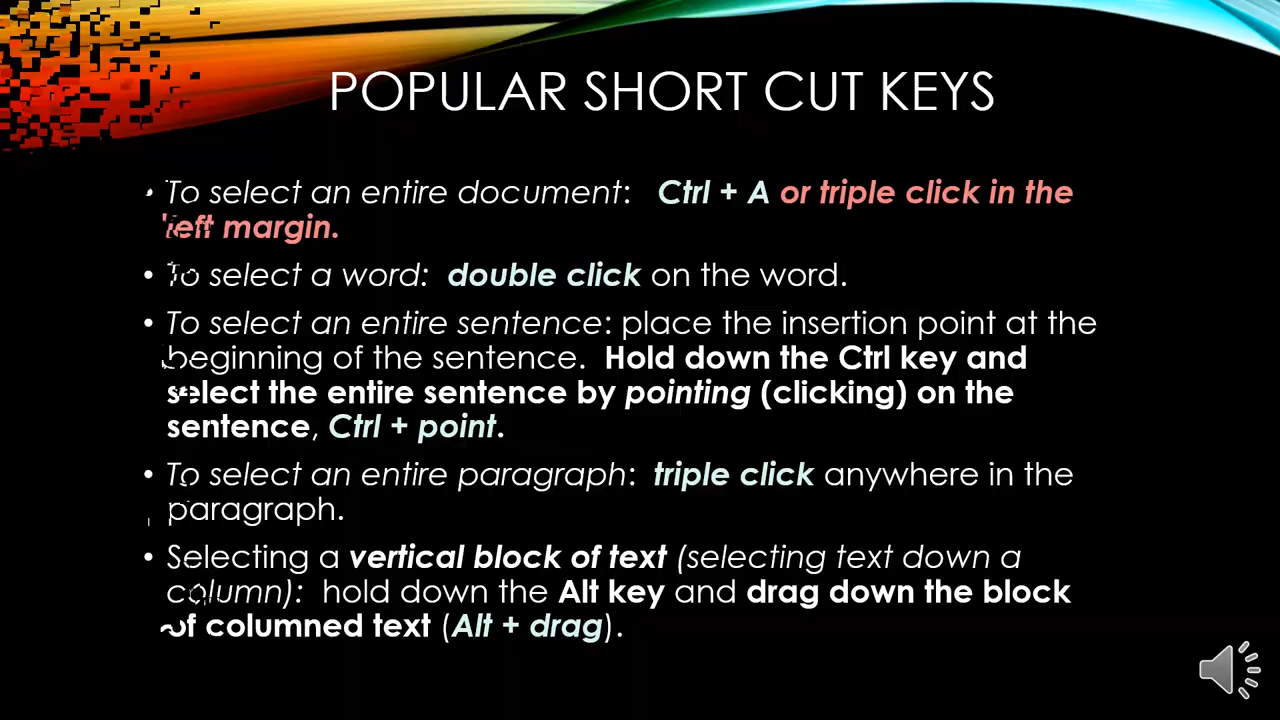 POPULAR SHORT CUT KEYS
• To select an entire document: Ctrl + A or triple click in the
left margin.
• To select a word: double click on the word.
• To select an entire sentence: place the insertion point at the
beginning of the sentence. Hold down the Ctrl key and
select the entire sentence by pointing (clicking) on the
sentence, Ctrl + point.
• To select an entire paragraph: triple click anywhere in the
paragraph.
• Selecting a vertical block of text (selecting text down a
column): hold down the Alt key and drag down the block
of columned text (Alt + drag).